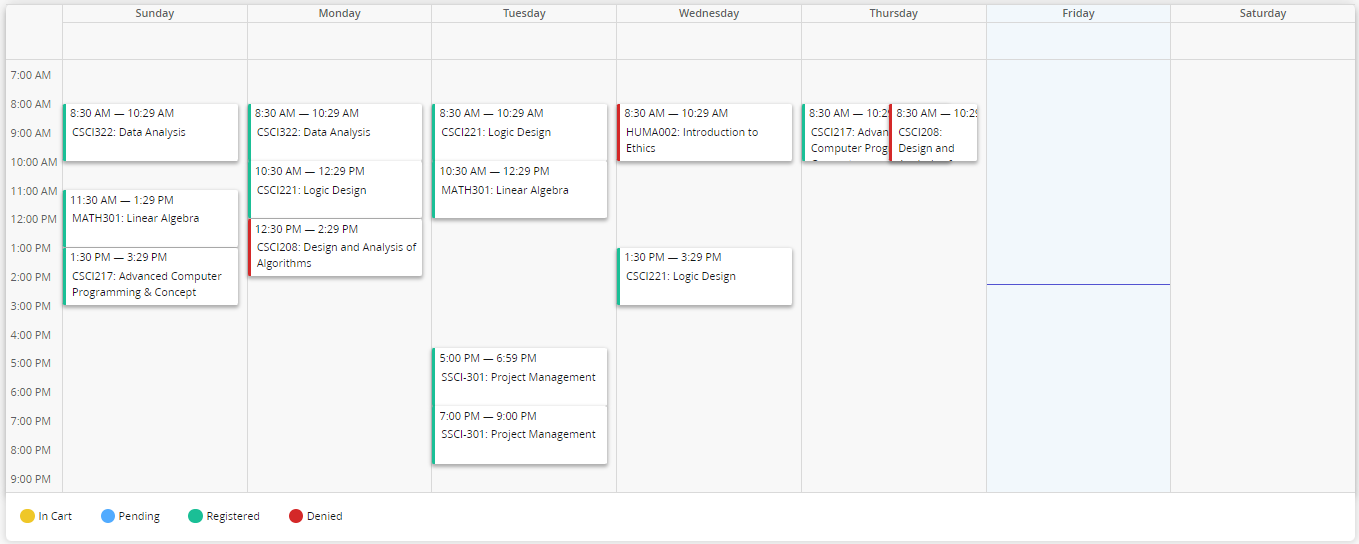 Sunday Monday Tuesday Wednesday Thursday Friday Saturday
7:00 AM
8:00 AM
9:00 AM
10:00 AM
11:00 AM
12:00 PM
1:00 PM
2:00 PM
3:00 PM
4:00 PM
5:00 PM
6:00 PM
7:00 PM
8:00 PM
9:00 PM
8:30 AM — 10:29 AM
CSCI322: Data Analysis
11:30 AM — 1:29 PM
MATH301: Linear Algebra
1:30 PM — 3:29 PM
CSCI217: Advanced Computer
Programming & Concept
8:30 AM — 10:29 AM
CSCI322: Data Analysis
10:30 AM — 12:29 PM
CSCI221: Logic Design
12:30 PM — 2:29 PM
CSCI208: Design and Analysis of
Algorithms
8:30 AM — 10:29 AM
CSCI221: Logic Design
10:30 AM — 12:29 PM
MATH301: Linear Algebra
5:00 PM — 6:59 PM
SSCI-301: Project Management
7:00 PM — 9:00 PM
SSCI-301: Project Management
8:30 AM — 10:29 AM
HUMA002: Introduction to
Ethics
1:30 PM — 3:29 PM
CSCI221: Logic Design
8:30 AM — 10:29
CSCI217: Advan
Computer Prog
8:30 AM — 10:29
CSCI208:
Design and
In Cart Pending Registered Denied